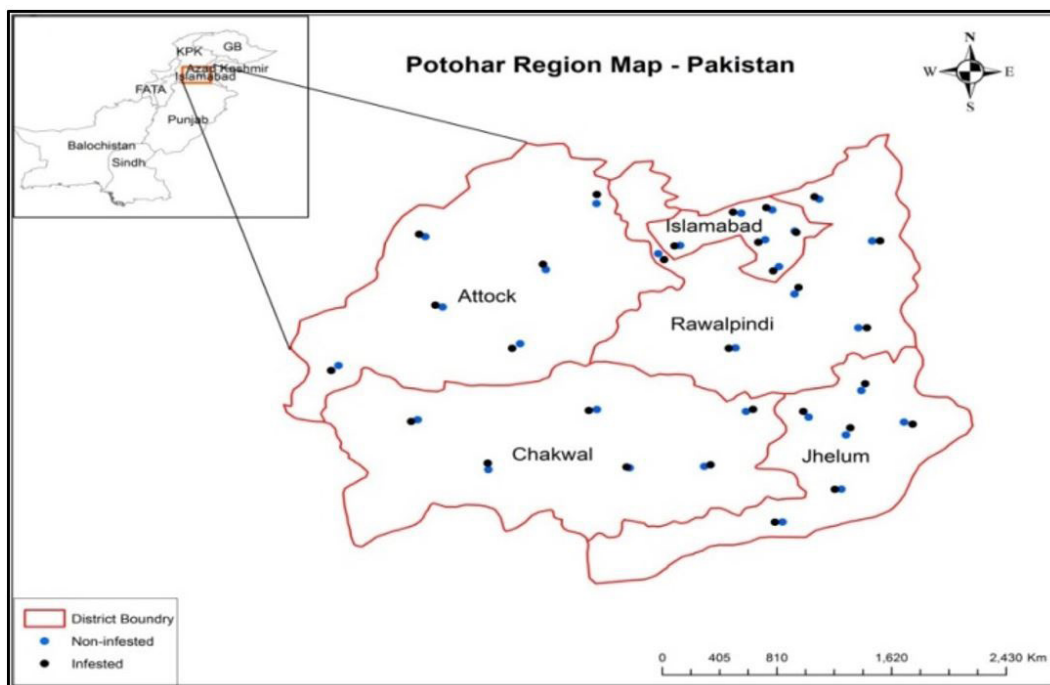 Potohar Region Map - Pakistan
N
W
E
S
KPK
GB
Azad Kashmir
Islamabad
FATA
Punjab
Balochistan
Sindh
Islamabad
Attock
Rawalpindi
Chakwal
Jhelum
District Boundry
Non-infested
Infested
0 405 810 1,620 2,430 Km